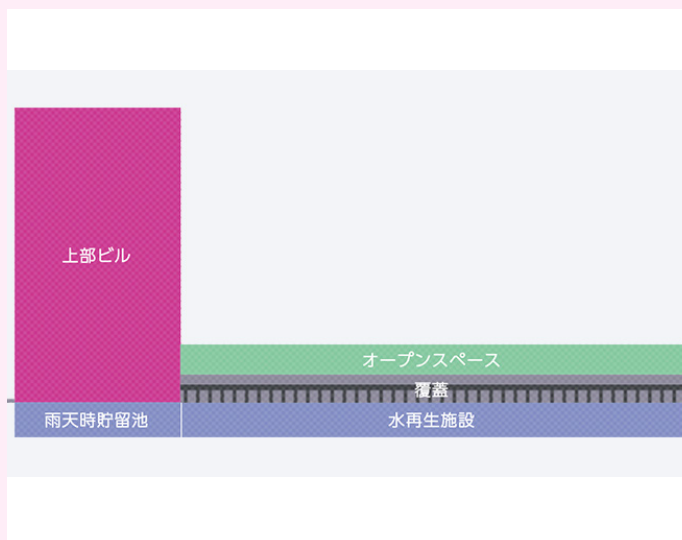 上部ビル
オープンスペース
覆蓋
雨天時貯留池
水再生施設